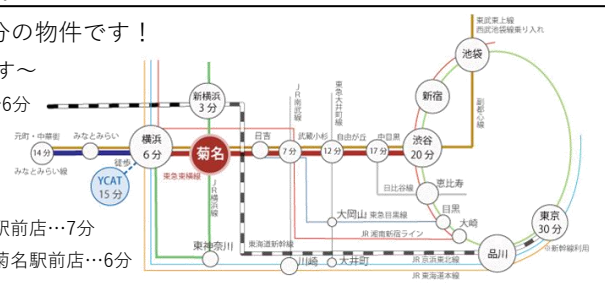 分の物件です！
す～
6分
駅前店…7分
菊名駅前店…6分
東武東上線
西武池袋線乗り入れ
池袋
新宿
副都心線
新横浜
3分
JR南武線
東急大井町線
元町・中華街
みなとみらい
横浜
6分
菊名
日吉
武蔵小杉
自由が丘
中目黒
渋谷
20分
14分
7分
12分
17分
みなとみらい線
徒歩
東急東横線
YCAT
15分
JR横浜線
日比谷線
恵比寿
目黒
大岡山
東急目黒線
大崎
東京
30分
JR湘南新宿ライン
東神奈川
東海道新幹線
品川
※新幹線利用
川崎
大井町
JR京浜東北線
JR東海道本線